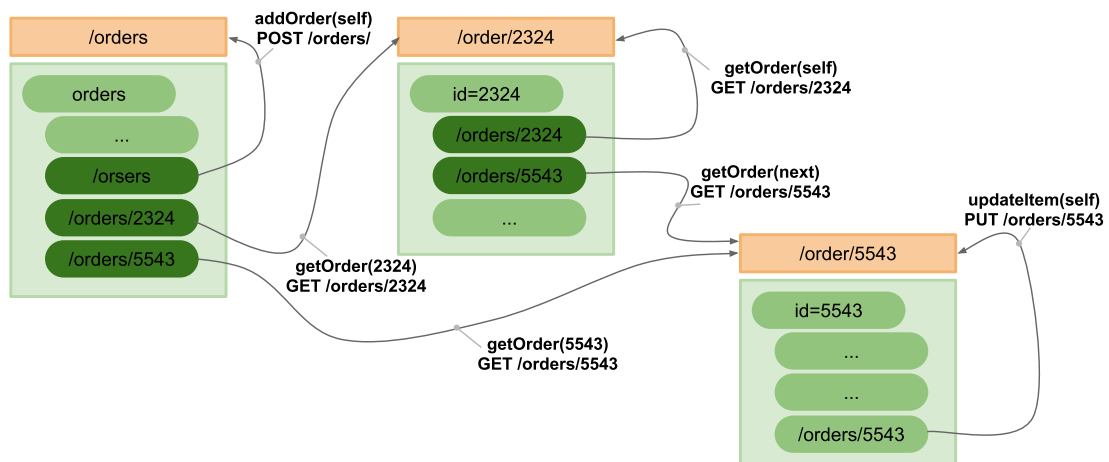 /orders
addOrder(self)
POST /orders/
orders
...
/orsers
/orders/2324
/orders/5543
getOrder(2324)
GET /orders/2324
getOrder(5543)
GET /orders/5543
/order/2324
id=2324
/orders/2324
/orders/5543
...
getOrder(self)
GET /orders/2324
getOrder(next)
GET /orders/5543
/order/5543
id=5543
...
...
/orders/5543
updateItem(self)
PUT /orders/5543